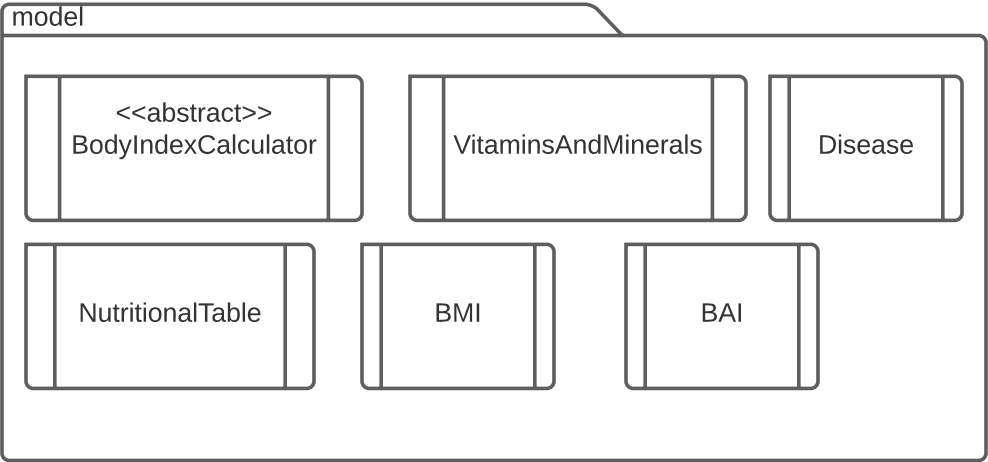 model
<<abstract>>
BodyIndexCalculator
VitaminsAndMinerals
Disease
NutritionalTable
BMI
BAI